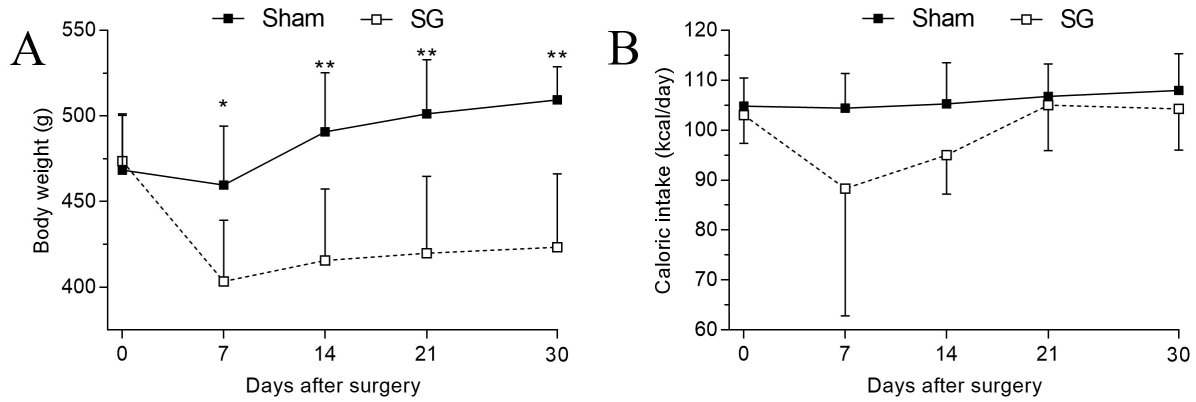 A
Sham SG
Body weight (g)
550
500
450
400
*
**
**
**
0 7 14 21 30
Days after surgery
B
Sham SG
Caloric intake (kcal/day)
120
110
100
90
80
70
60
0 7 14 21 30
Days after surgery